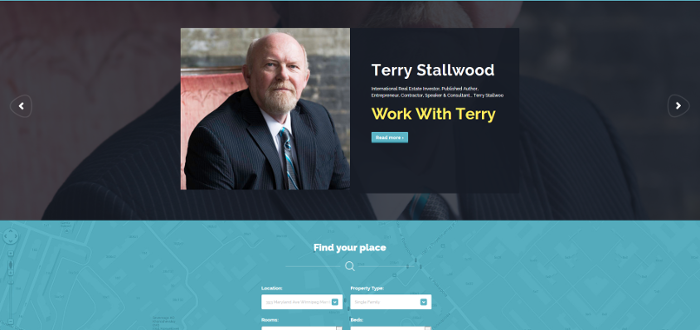 Terry Stallwood
International Real Estate Investor, Published Author,
Entrepreneur, Contractor, Speaker & Consultant... Terry Stallwoo
Work With Terry
Read more ›
Find your place
Location:
Property Type:
Single Family
Rooms:
Beds: